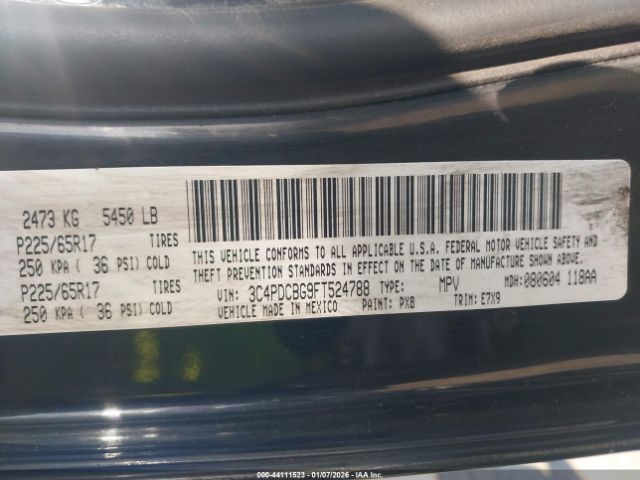 2473 KG 5450 LB
P225/65R17 TIRES
250 KPA ( 36 PSI) COLD
P225/65R17 TIRES
250 KPA ( 36 PSI) COLD
THIS VEHICLE CONFORMS TO ALL APPLICABLE U.S.A. FEDERAL MOTOR VEHICLE SAFETY AND
THEFT PREVENTION STANDARDS IN EFFECT ON THE DATE OF MANUFACTURE SHOWN ABOVE.
VIN: 3C4PDCBG9FT524788 TYPE: MPV MDH: 080604 118AA
VEHICLE MADE IN MEXICO PAINT: PX8 TRIM: E7X9
000-44111523 - 01/07/2026 - IAA Inc.